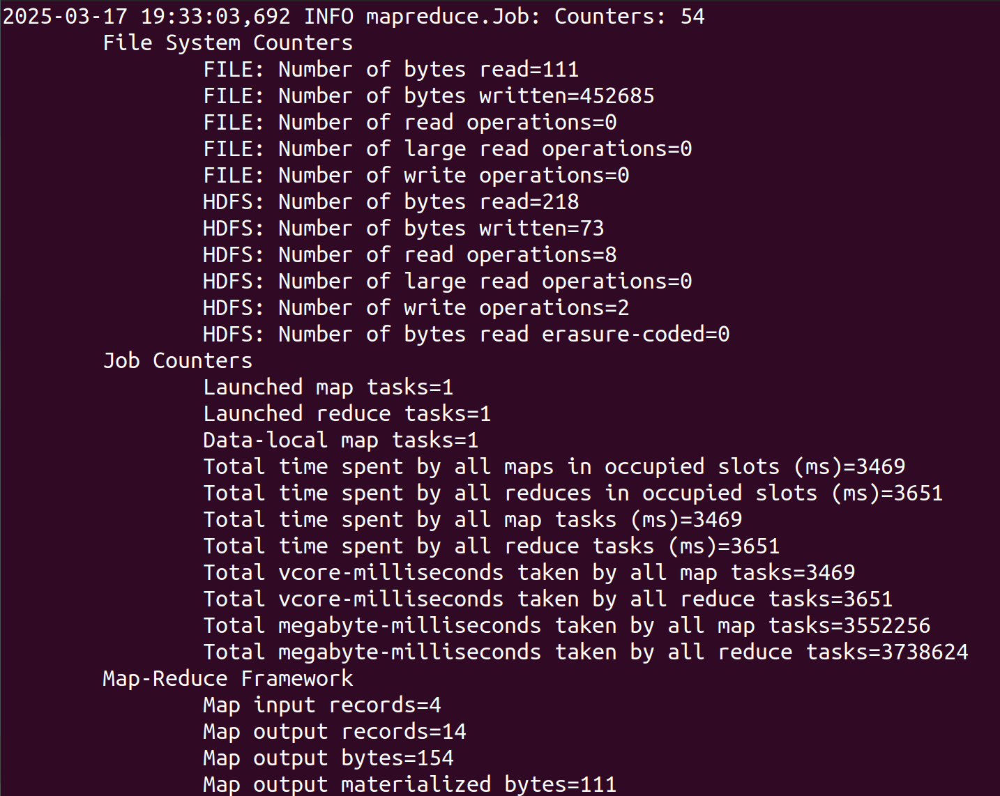 2025-03-17 19:33:03,692 INFO mapreduce.Job: Counters: 54
File System Counters
FILE: Number of bytes read=111
FILE: Number of bytes written=452685
FILE: Number of read operations=0
FILE: Number of large read operations=0
FILE: Number of write operations=0
HDFS: Number of bytes read=218
HDFS: Number of bytes written=73
HDFS: Number of read operations=8
HDFS: Number of large read operations=0
HDFS: Number of write operations=2
HDFS: Number of bytes read erasure-coded=0
Job Counters
Launched map tasks=1
Launched reduce tasks=1
Data-local map tasks=1
Total time spent by all maps in occupied slots (ms)=3469
Total time spent by all reduces in occupied slots (ms)=3651
Total time spent by all map tasks (ms)=3469
Total time spent by all reduce tasks (ms)=3651
Total vcore-milliseconds taken by all map tasks=3469
Total vcore-milliseconds taken by all reduce tasks=3651
Total megabyte-milliseconds taken by all map tasks=3552256
Total megabyte-milliseconds taken by all reduce tasks=3738624
Map-Reduce Framework
Map input records=4
Map output records=14
Map output bytes=154
Map output materialized bytes=111